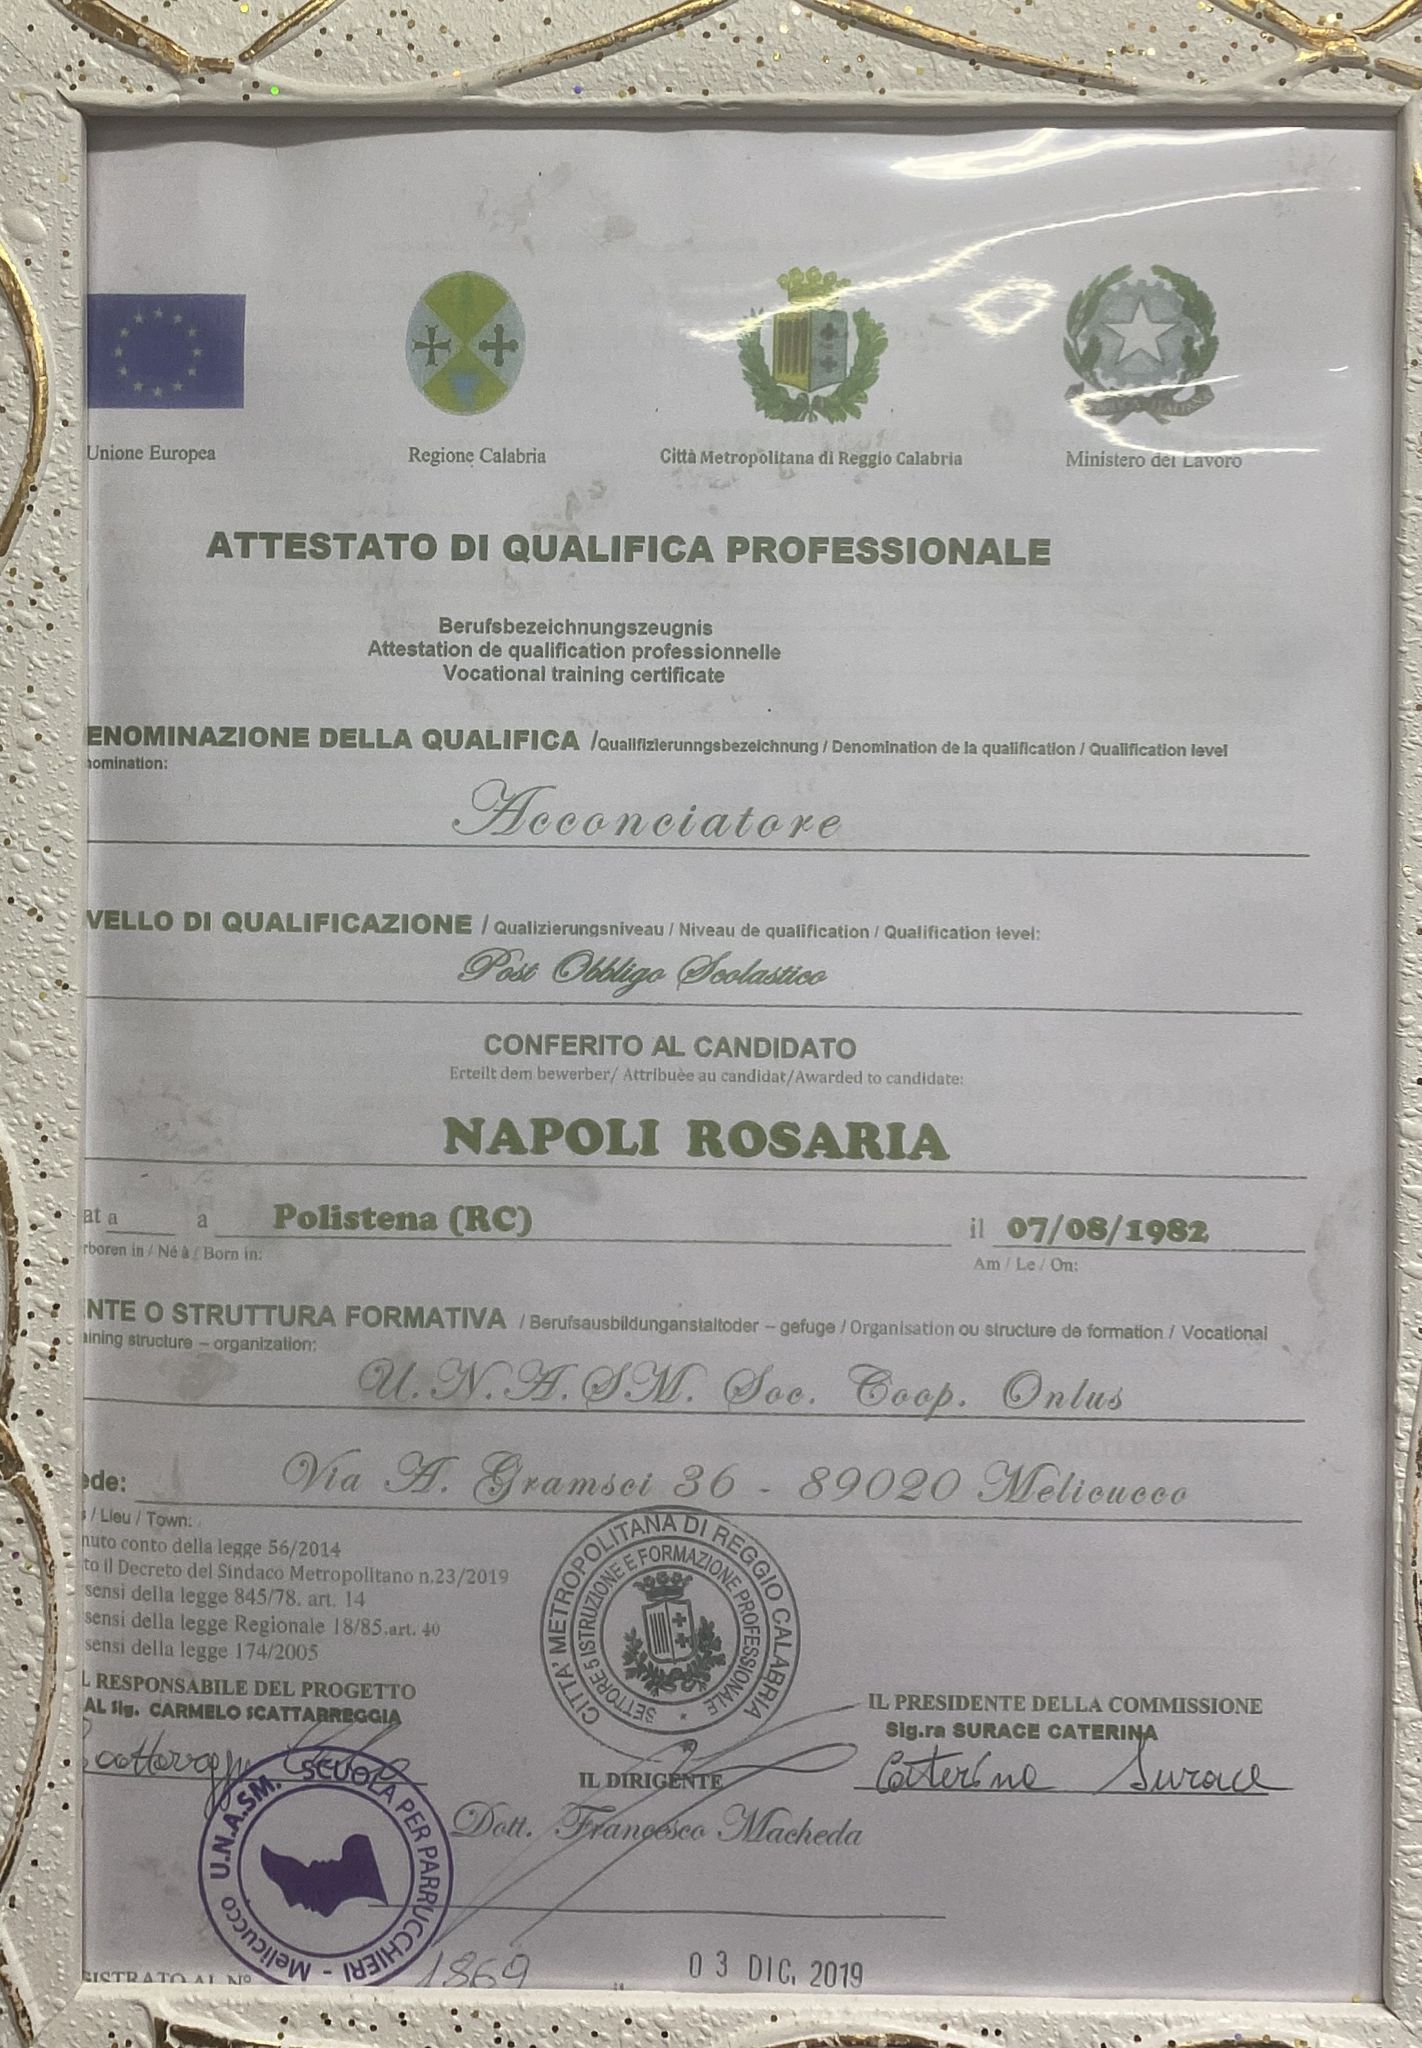 Unione Europea
Regione Calabria
Città Metropolitana di Reggio Calabria
Ministero del Lavoro
ATTESTATO DI QUALIFICA PROFESSIONALE
Berufsbezeichnungszeugnis
Attestation de qualification professionnelle
Vocational training certificate
ENOMINAZIONE DELLA QUALIFICA /Qualifizierunngsbezeichnung / Denomination de la qualification / Qualification level
nomination:
Acconciatore
VELLO DI QUALIFICAZIONE / Qualizierungsniveau / Niveau de qualification / Qualification level:
Post Obbligo Scolastico
CONFERITO AL CANDIDATO
Erteilt dem bewerber/ Attribuèe au candidat/Awarded to candidate:
NAPOLI ROSARIA
at a a Polistena (RC) il 07/08/1982
rboren in / Né à / Born in: Am / Le / On:
NTE O STRUTTURA FORMATIVA / Berufsausbildunganstaltoder – gefuge / Organisation ou structure de formation / Vocational
aining structure – organization:
U.N.A.SM. Soc. Coop. Onlus
ede: Via A. Gramsci 36 - 89020 Melicucco
/ Lieu / Town:
nuto conto della legge 56/2014
to il Decreto del Sindaco Metropolitano n.23/2019
sensi della legge 845/78. art. 14
sensi della legge Regionale 18/85.art. 40
sensi della legge 174/2005
CITTA' METROPOLITANA DI REGGIO CALABRIA
SETTORE 5 ISTRUZIONE E FORMAZIONE PROFESSIONALE
L RESPONSABILE DEL PROGETTO
AL Sig. CARMELO SCATTARREGGIA
IL PRESIDENTE DELLA COMMISSIONE
Sig.ra SURACE CATERINA
Caterina Surace
IL DIRIGENTE
Dott. Francesco Macheda
U.N.A.SM. SCUOLA PER PARRUCCHIERI - Melicucco
GISTRATO AL N° 1869 03 DIC. 2019